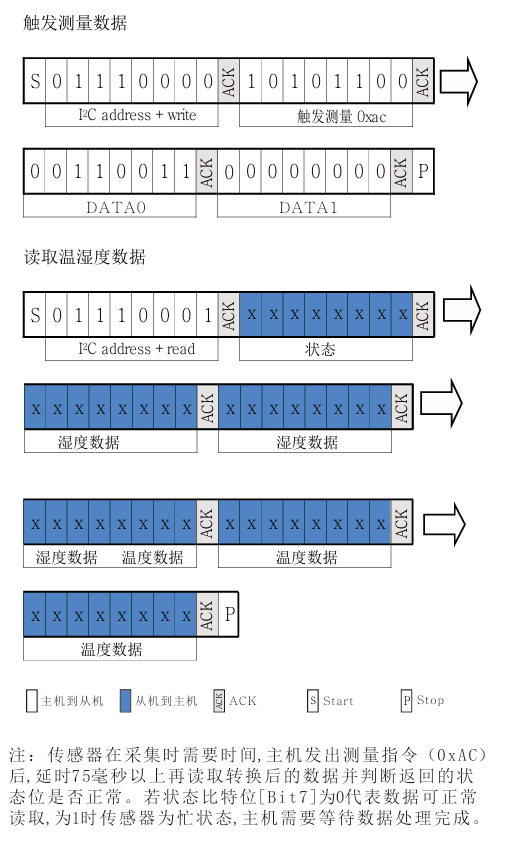 触发测量数据
S 0 1 1 1 0 0 0 0 ACK 1 0 1 0 1 1 0 0 ACK
I²C address + write 触发测量 0xac
0 0 1 1 0 0 1 1 ACK 0 0 0 0 0 0 0 0 ACK P
DATA0 DATA1
读取温湿度数据
S 0 1 1 1 0 0 0 1 ACK x x x x x x x x ACK
I²C address + read 状态
x x x x x x x x ACK x x x x x x x x ACK
湿度数据 湿度数据
x x x x x x x x ACK x x x x x x x x ACK
湿度数据 温度数据 温度数据
x x x x x x x x ACK P
温度数据
主机到从机 从机到主机 ACK ACK S Start P Stop
注：传感器在采集时需要时间,主机发出测量指令（0xAC）
后,延时75毫秒以上再读取转换后的数据并判断返回的状
态位是否正常。若状态比特位[Bit7]为0代表数据可正常
读取,为1时传感器为忙状态,主机需要等待数据处理完成。